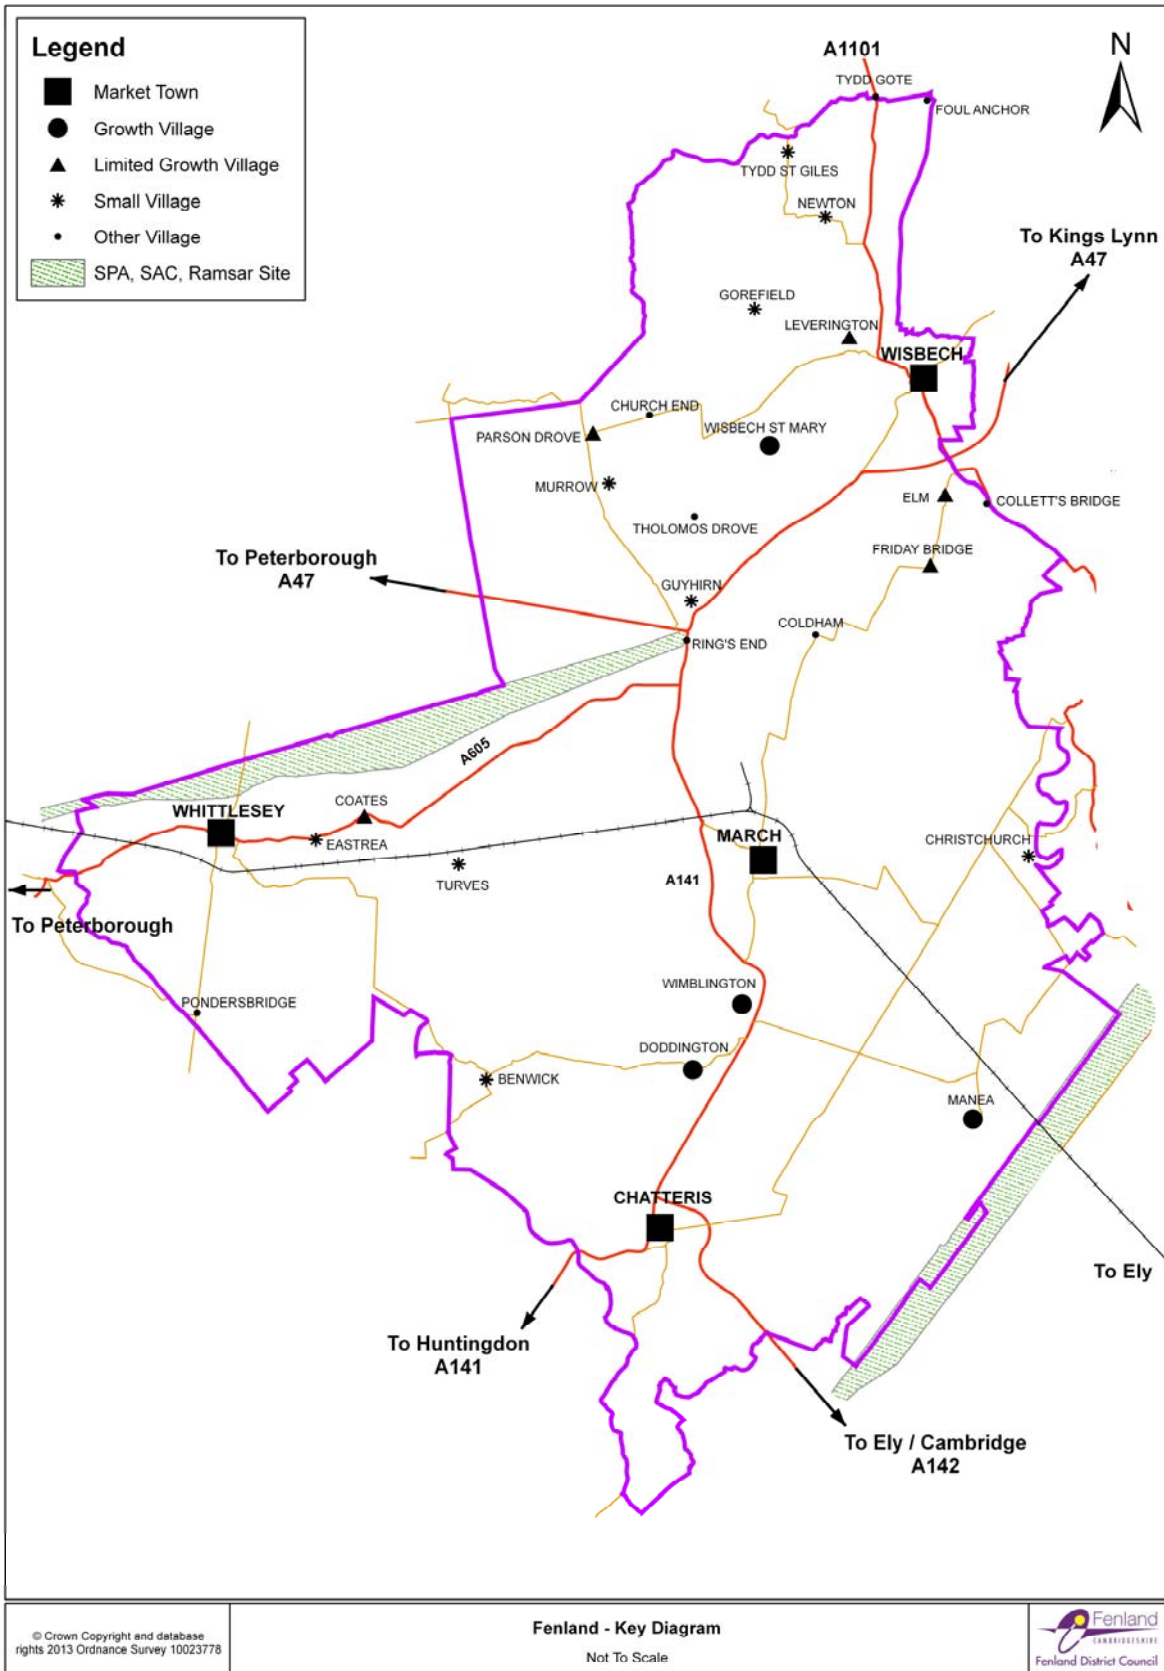 Legend
Market Town
Growth Village
Limited Growth Village
Small Village
Other Village
SPA, SAC, Ramsar Site
N
A1101
TYDD GOTE
FOUL ANCHOR
TYDD ST GILES
NEWTON
To Kings Lynn
A47
GOREFIELD
LEVERINGTON
WISBECH
CHURCH END
WISBECH ST MARY
PARSON DROVE
MURROW
ELM
COLLETT'S BRIDGE
THOLOMOS DROVE
FRIDAY BRIDGE
To Peterborough
A47
GUYHIRN
COLDHAM
RING'S END
A605
COATES
WHITTLESEY
EASTREA
MARCH
CHRISTCHURCH
TURVES
A141
To Peterborough
WIMBLINGTON
PONDERSBRIDGE
DODDINGTON
BENWICK
MANEA
CHATTERIS
To Ely
To Huntingdon
A141
To Ely / Cambridge
A142
© Crown Copyright and database
rights 2013 Ordnance Survey 10023778
Fenland - Key Diagram
Not To Scale
Fenland
CAMBRIDGESHIRE
Fenland District Council